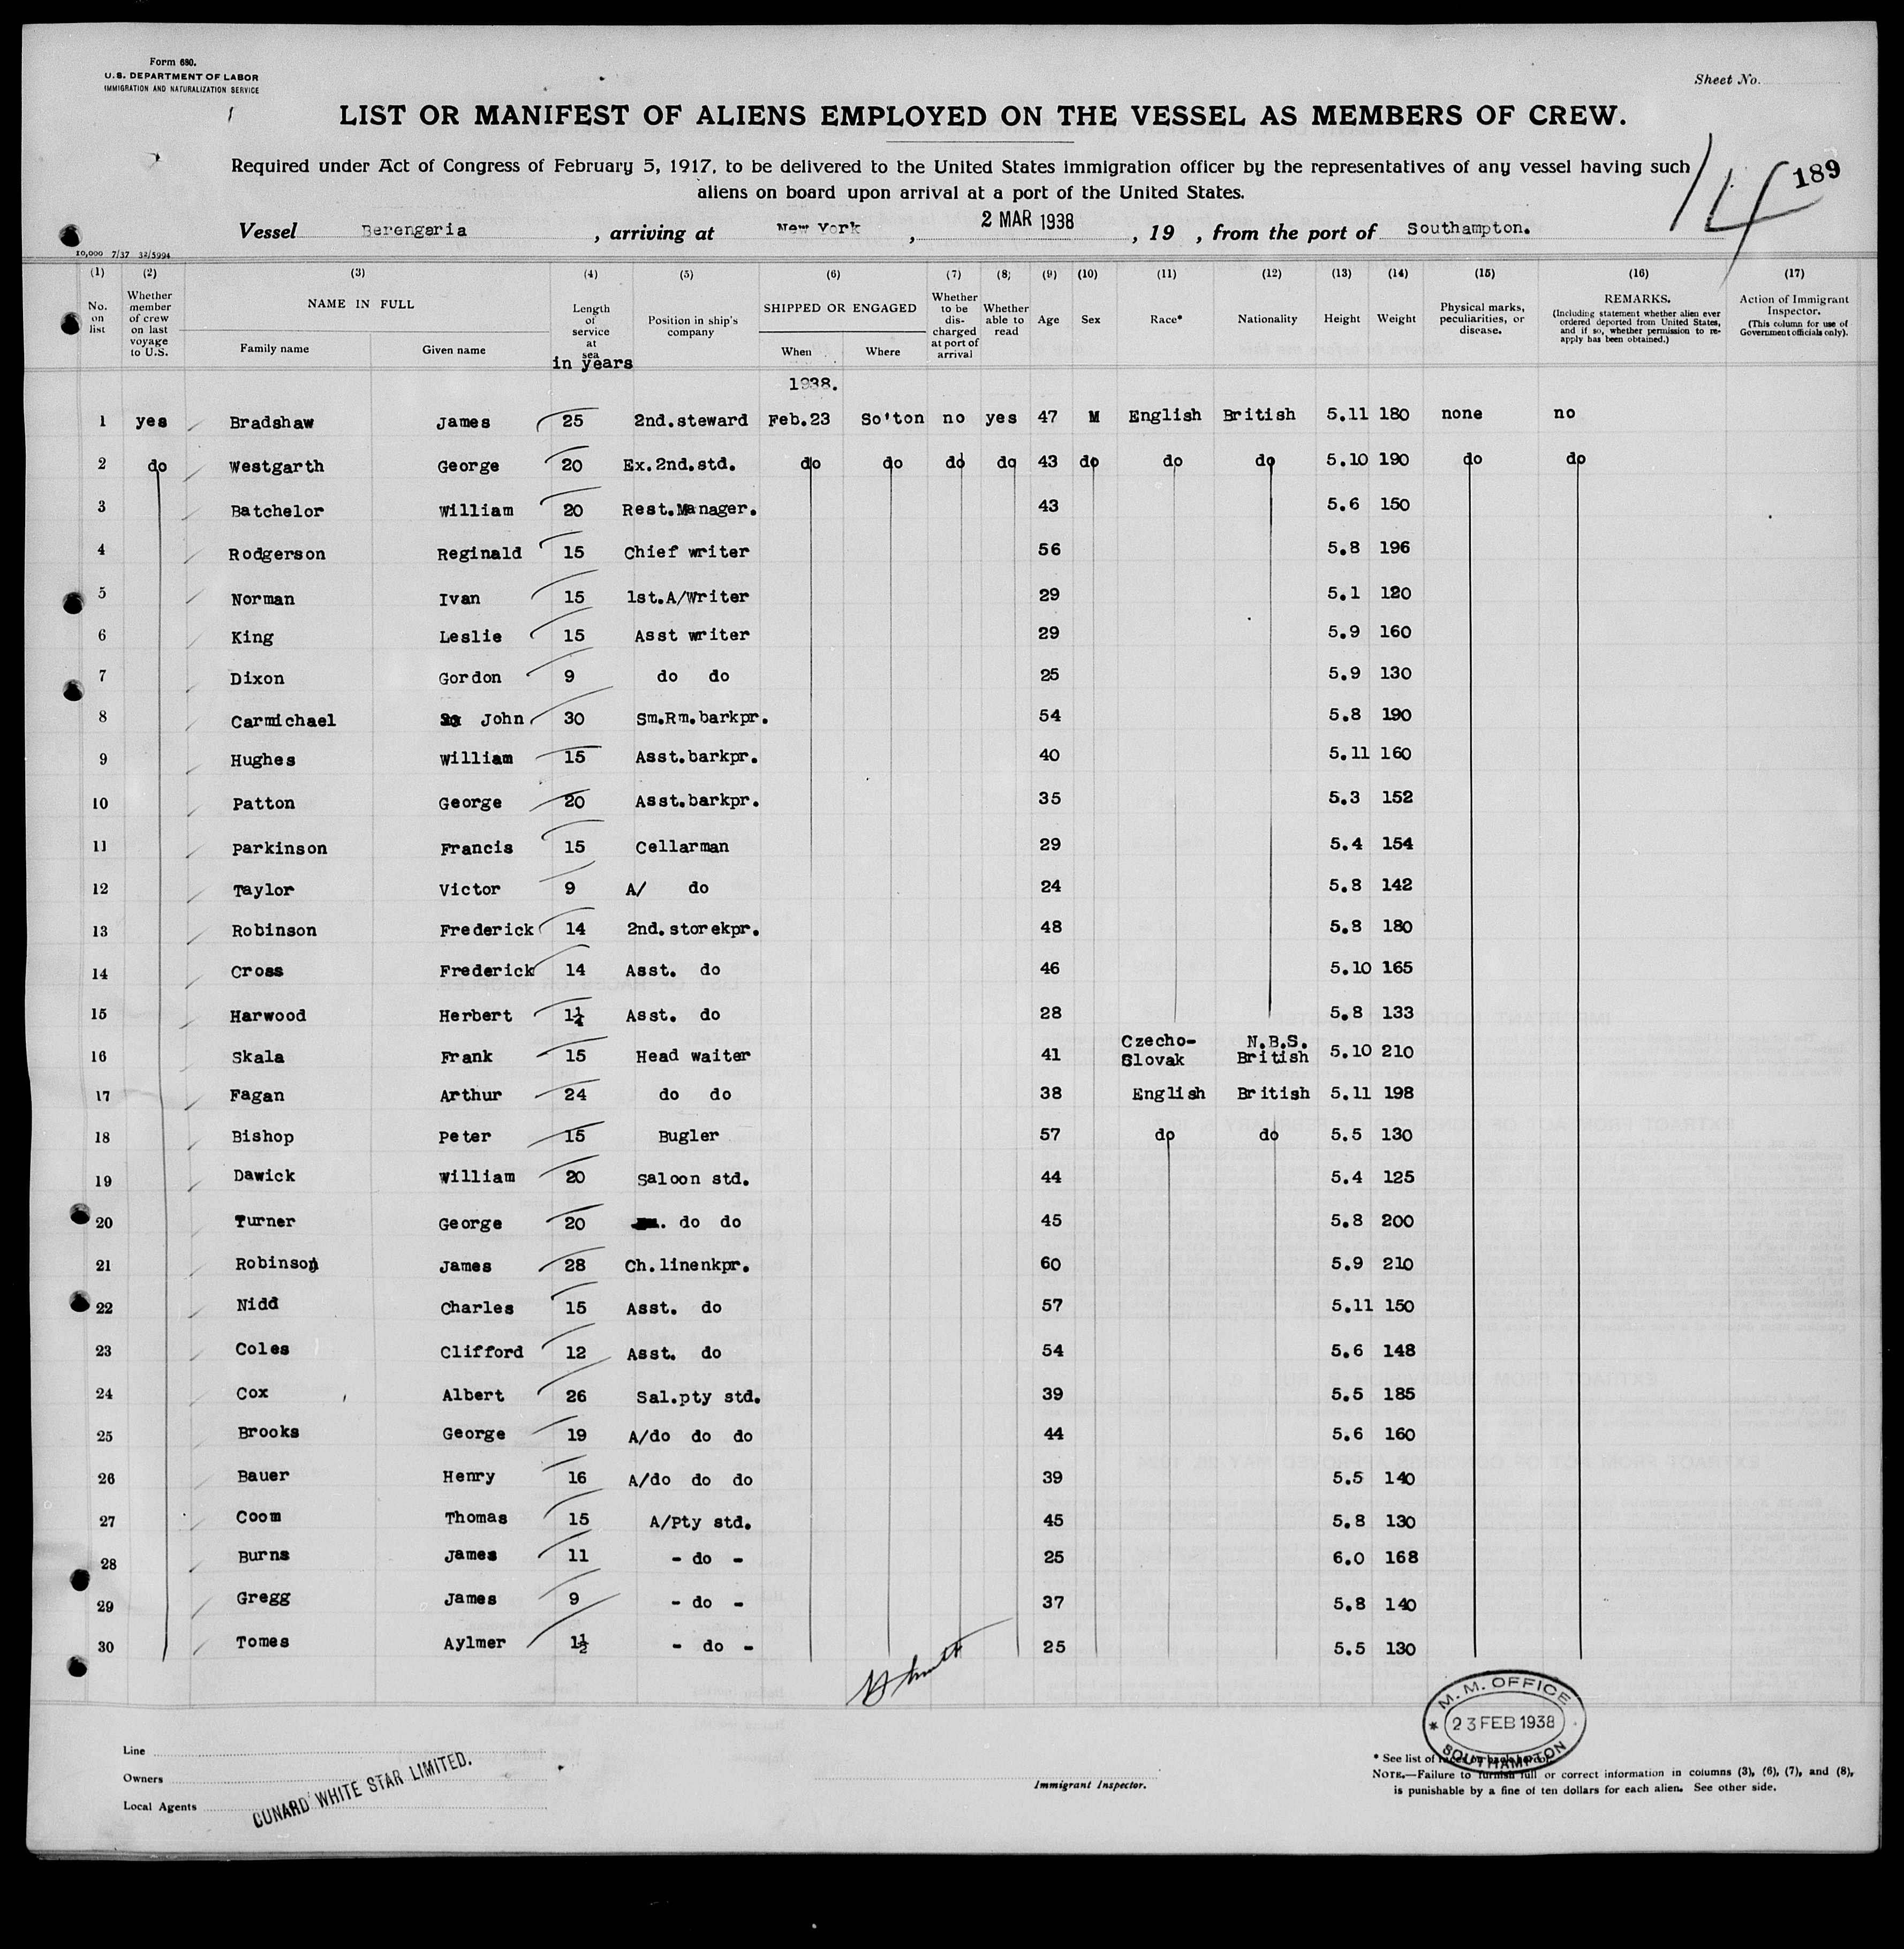 Form 680.
U.S. DEPARTMENT OF LABOR
IMMIGRATION AND NATURALIZATION SERVICE
Sheet No.
LIST OR MANIFEST OF ALIENS EMPLOYED ON THE VESSEL AS MEMBERS OF CREW.
Required under Act of Congress of February 5, 1917, to be delivered to the United States immigration officer by the representatives of any vessel having such
aliens on board upon arrival at a port of the United States.
14
189
Vessel Berengaria , arriving at New York , 2 MAR 1938 , 19 , from the port of Southampton.
10,000 7/37 32/5994
(1) (2) (3) (4) (5) (6) (7) (8) (9) (10) (11) (12) (13) (14) (15) (16) (17)
No. on list
Whether member of crew on last voyage to U.S.
NAME IN FULL
Family name
Given name
Length of service at sea
in years
Position in ship's company
SHIPPED OR ENGAGED
When
Where
Whether to be discharged at port of arrival
Whether able to read
Age
Sex
Race*
Nationality
Height
Weight
Physical marks, peculiarities, or disease.
REMARKS.
(Including statement whether alien ever ordered deported from United States, and if so, whether permission to re-apply has been obtained.)
Action of Immigrant Inspector.
(This column for use of Government officials only).
1938.
1 yes Bradshaw James 25 2nd.steward Feb.23 So'ton no yes 47 M English British 5.11 180 none no
2 do Westgarth George 20 Ex.2nd.std. do do do do 43 do do do 5.10 190 do do
3 Batchelor William 20 Rest.Manager. 43 5.6 150
4 Rodgerson Reginald 15 Chief writer 56 5.8 196
5 Norman Ivan 15 1st.A/Writer 29 5.1 120
6 King Leslie 15 Asst writer 29 5.9 160
7 Dixon Gordon 9 do do 25 5.9 130
8 Carmichael John 30 Sm.Rm.barkpr. 54 5.8 190
9 Hughes William 15 Asst.barkpr. 40 5.11 160
10 Patton George 20 Asst.barkpr. 35 5.3 152
11 Parkinson Francis 15 Cellarman 29 5.4 154
12 Taylor Victor 9 A/ do 24 5.8 142
13 Robinson Frederick 14 2nd.storekpr. 48 5.8 180
14 Cross Frederick 14 Asst. do 46 5.10 165
15 Harwood Herbert 1¼ Asst. do 28 5.8 133
16 Skala Frank 15 Head waiter 41 Czecho-Slovak N.B.S. British 5.10 210
17 Fagan Arthur 24 do do 38 English British 5.11 198
18 Bishop Peter 15 Bugler 57 do do 5.5 130
19 Dawick William 20 Saloon std. 44 5.4 125
20 Turner George 20 do do 45 5.8 200
21 Robinson James 28 Ch.linenkpr. 60 5.9 210
22 Nidd Charles 15 Asst. do 57 5.11 150
23 Coles Clifford 12 Asst. do 54 5.6 148
24 Cox Albert 26 Sal.pty std. 39 5.5 185
25 Brooks George 19 A/do do do 44 5.6 160
26 Bauer Henry 16 A/do do do 39 5.5 140
27 Coom Thomas 15 A/Pty std. 45 5.8 130
28 Burns James 11 - do - 25 6.0 168
29 Gregg James 9 - do - 37 5.8 140
30 Tomes Aylmer 1½ - do - 25 5.5 130
M. M. OFFICE
23 FEB 1938
SOUTHAMPTON
Line
Owners
Local Agents
CUNARD WHITE STAR LIMITED.
Immigrant Inspector.
* See list of races on back hereof.
NOTE.—Failure to furnish full or correct information in columns (3), (6), (7), and (8),
is punishable by a fine of ten dollars for each alien. See other side.